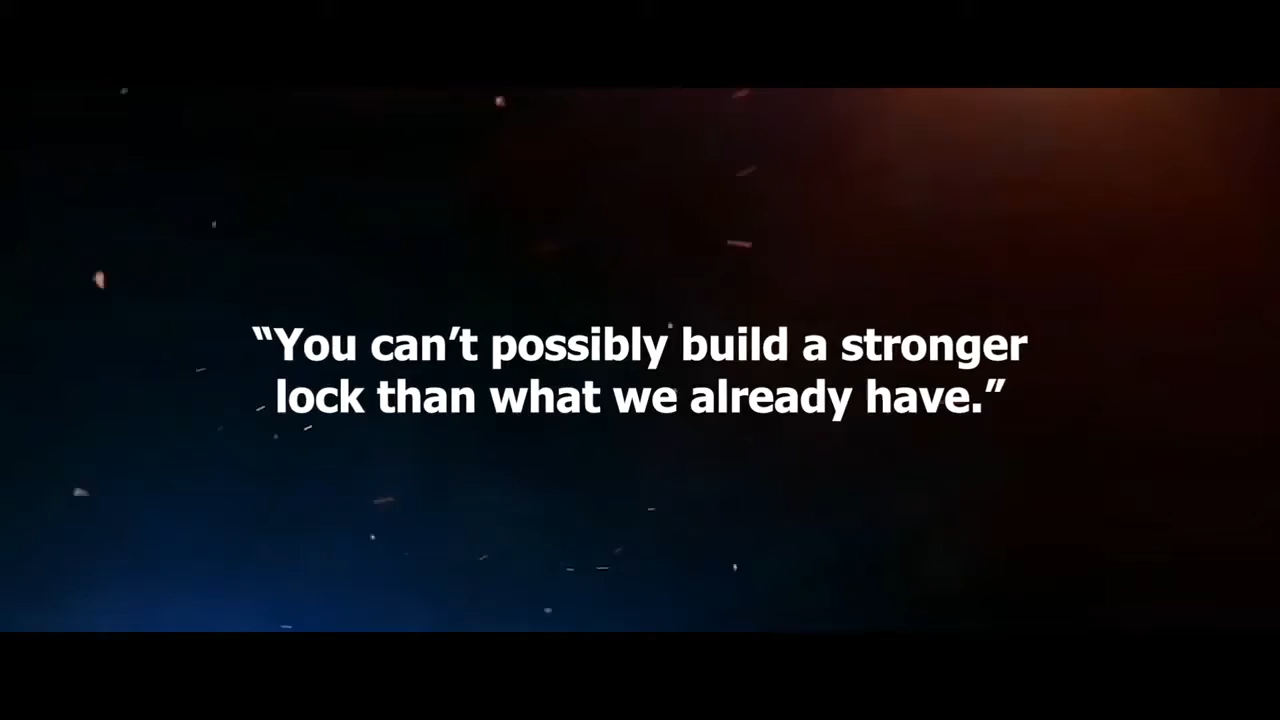 “You can’t possibly build a stronger
lock than what we already have.”